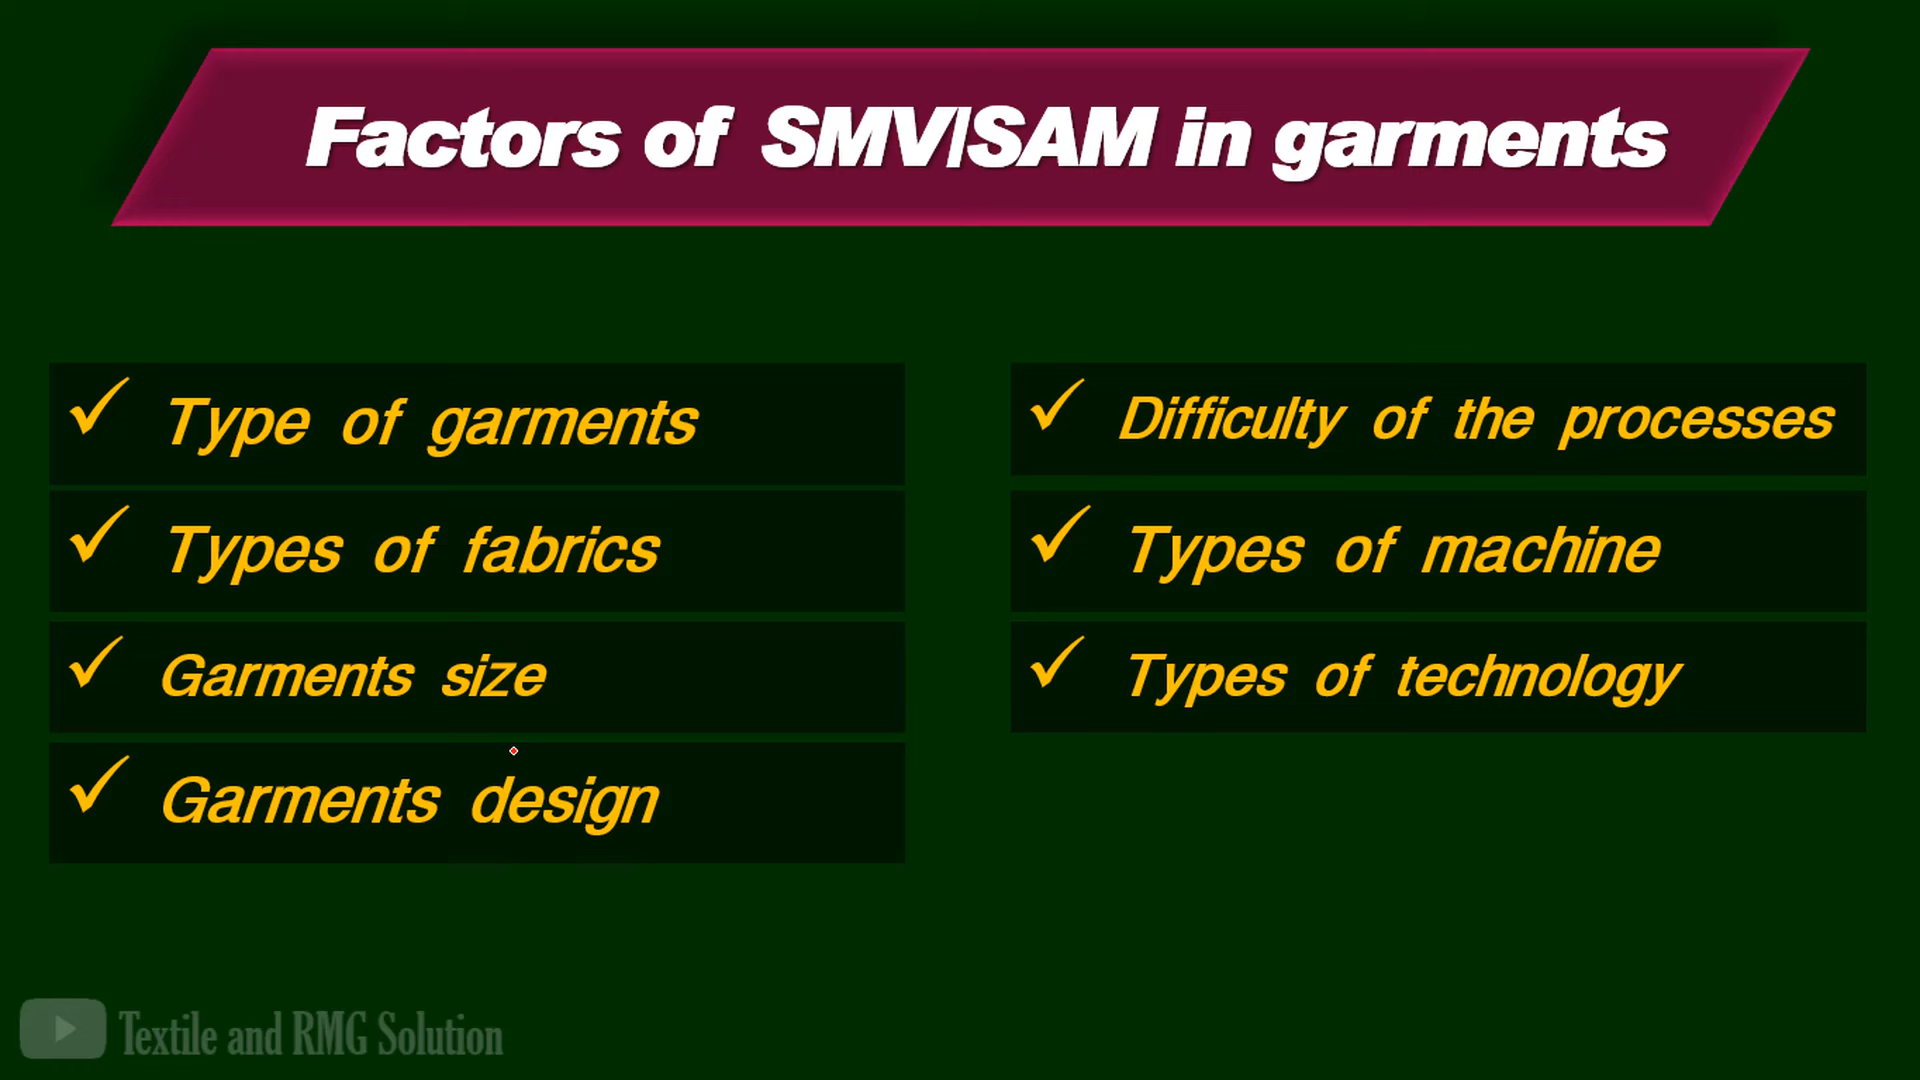 Factors of SMV/SAM in garments
Type of garments
Types of fabrics
Garments size
Garments design
Difficulty of the processes
Types of machine
Types of technology
Textile and RMG Solution